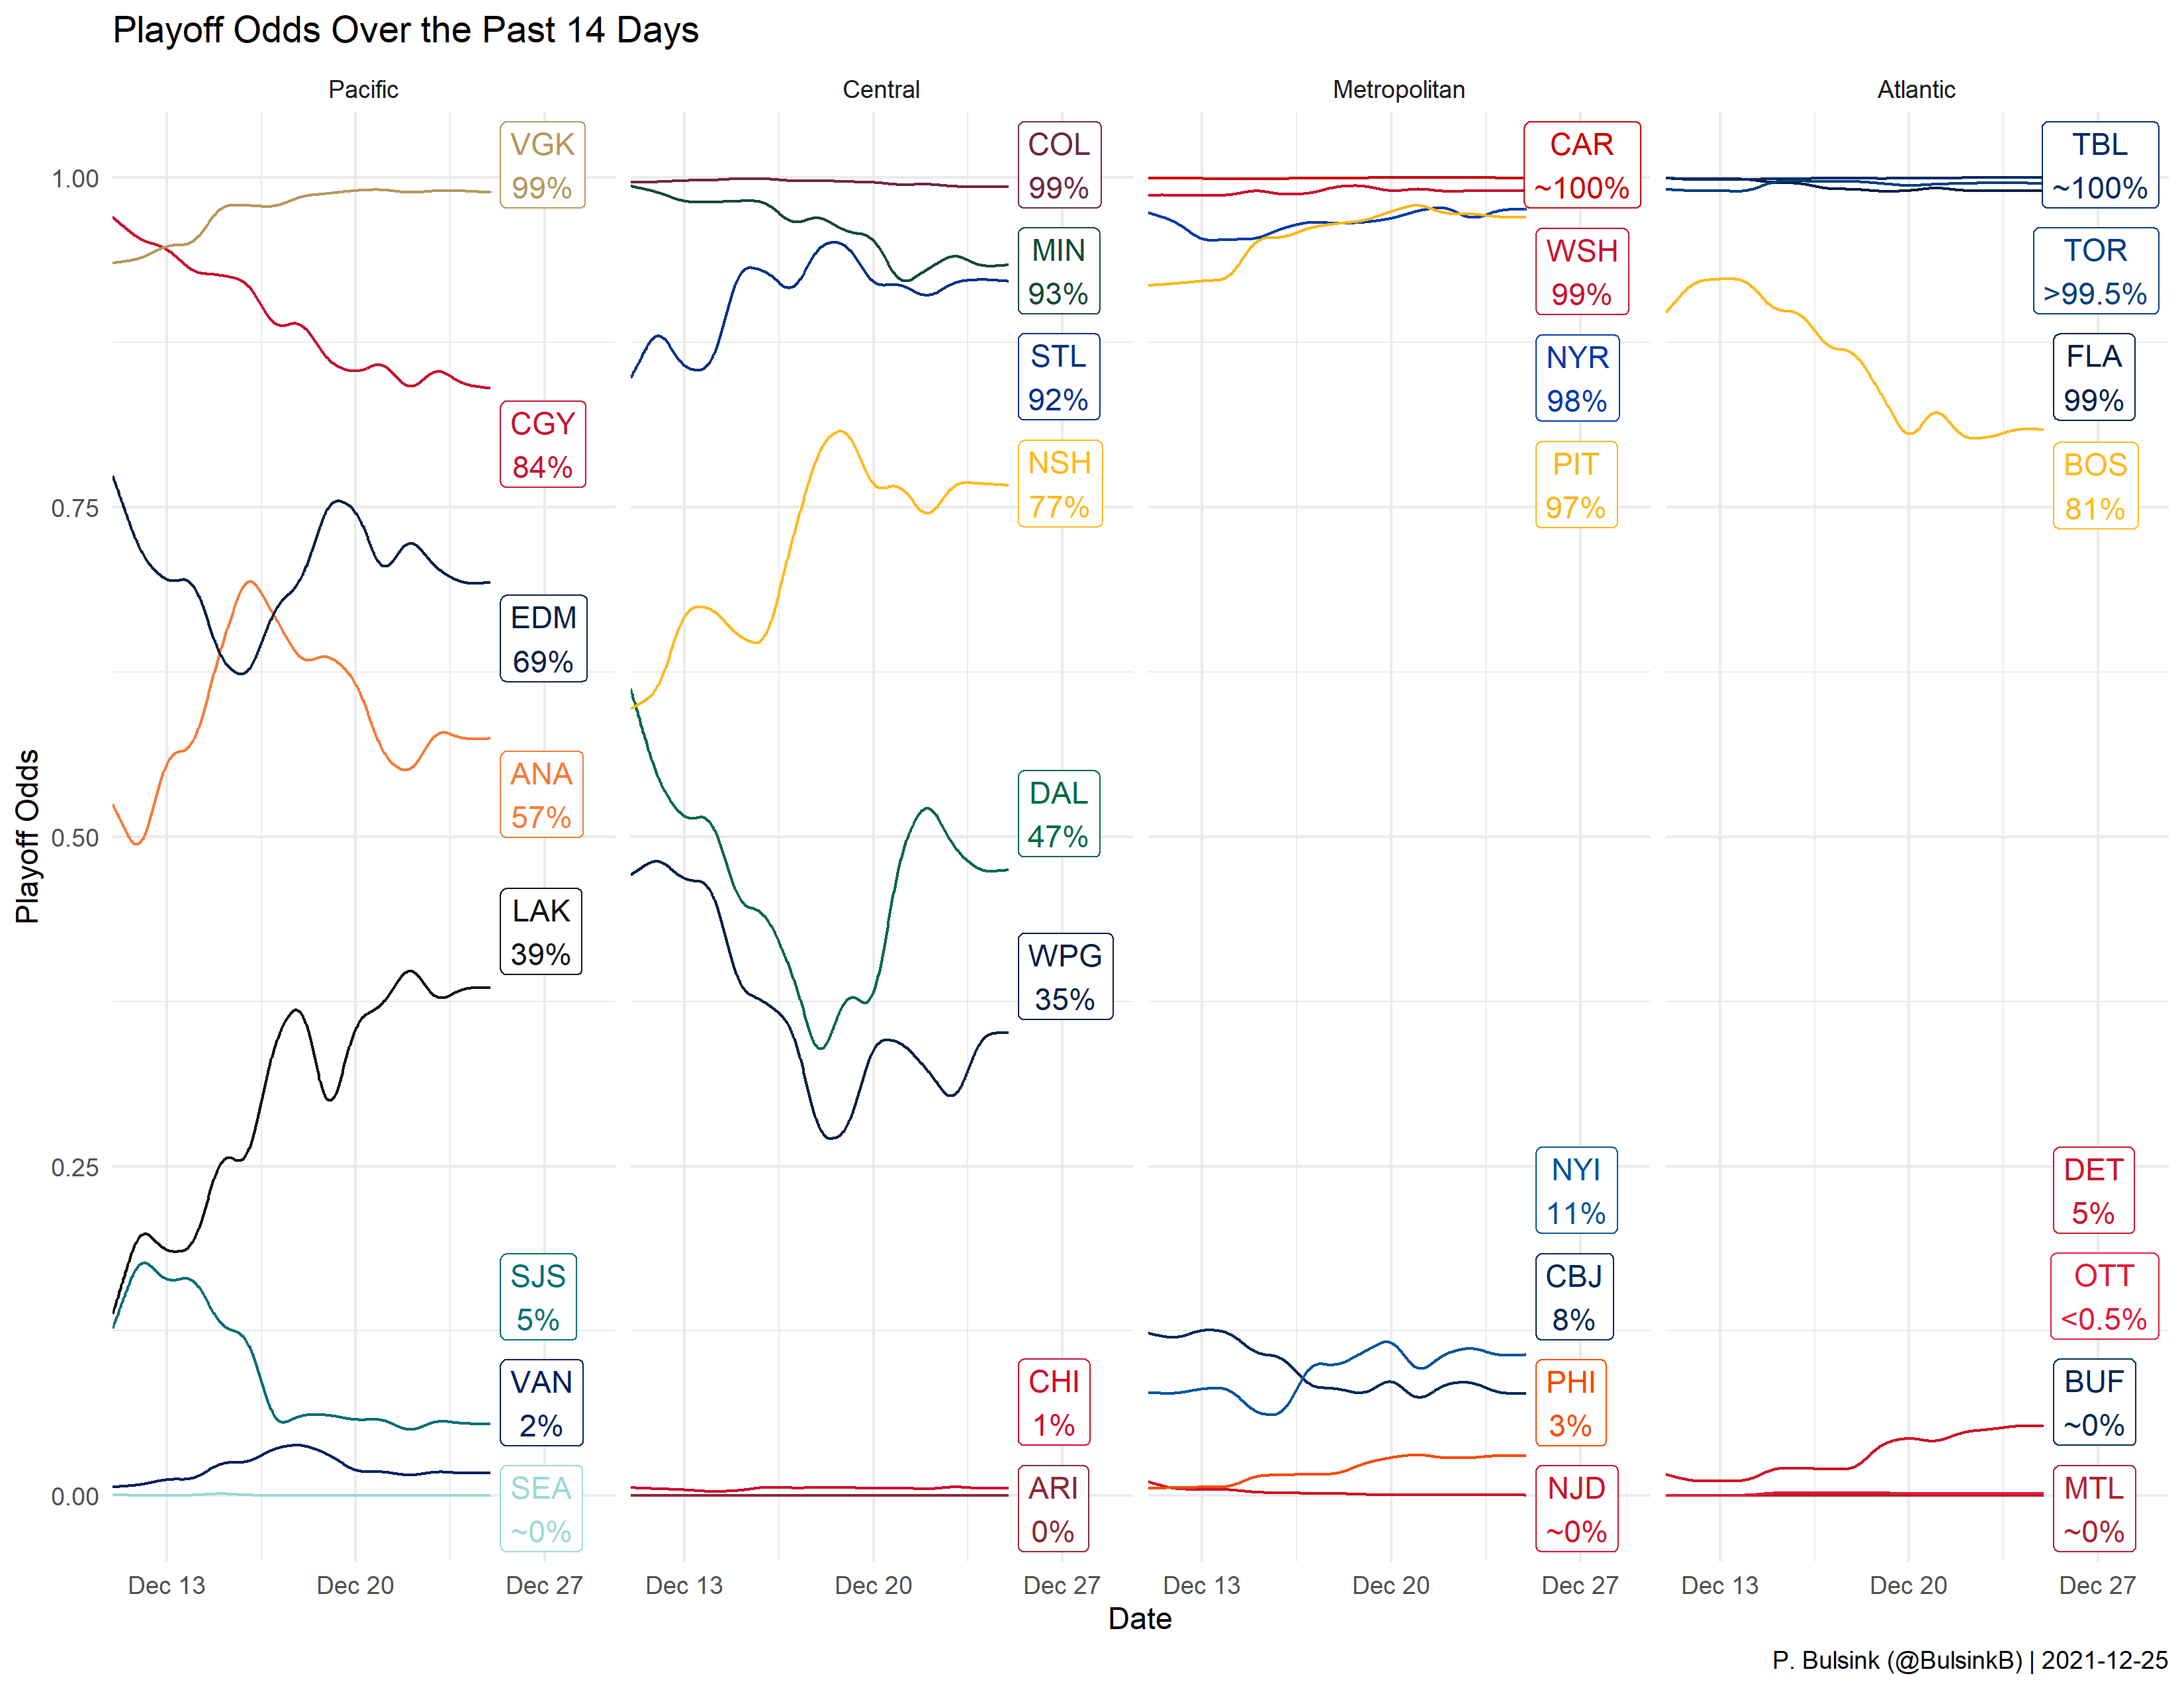 Playoff Odds Over the Past 14 Days
Pacific
Central
Metropolitan
Atlantic
Playoff Odds
1.00
0.75
0.50
0.25
0.00
VGK
99%
CGY
84%
EDM
69%
ANA
57%
LAK
39%
SJS
5%
VAN
2%
SEA
~0%
COL
99%
MIN
93%
STL
92%
NSH
77%
DAL
47%
WPG
35%
CHI
1%
ARI
0%
CAR
~100%
WSH
99%
NYR
98%
PIT
97%
NYI
11%
CBJ
8%
PHI
3%
NJD
~0%
TBL
~100%
TOR
>99.5%
FLA
99%
BOS
81%
DET
5%
OTT
<0.5%
BUF
~0%
MTL
~0%
Dec 13 Dec 20 Dec 27 Dec 13 Dec 20 Dec 27 Dec 13 Dec 20 Dec 27 Dec 13 Dec 20 Dec 27
Date
P. Bulsink (@BulsinkB) | 2021-12-25